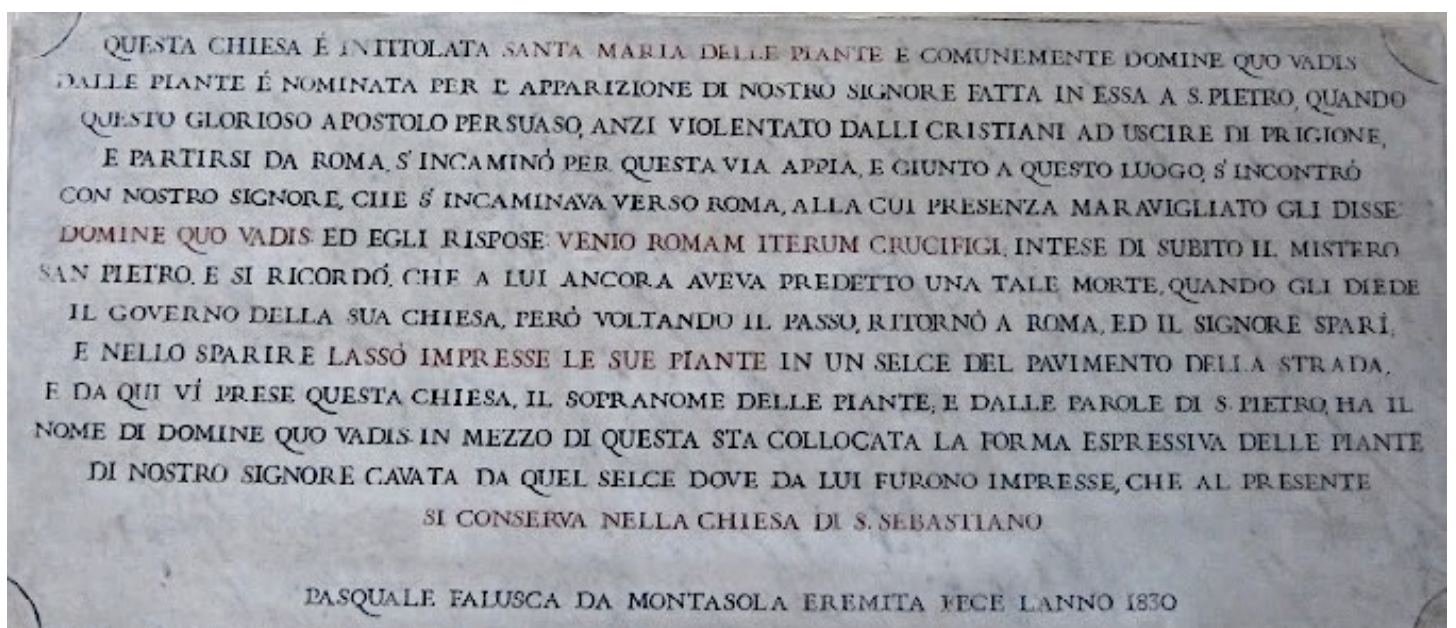 QUESTA CHIESA É INTITOLATA SANTA MARIA DELLE PIANTE E COMUNEMENTE DOMINE QUO VADIS
DALLE PIANTE É NOMINATA PER L' APPARIZIONE DI NOSTRO SIGNORE FATTA IN ESSA A S. PIETRO, QUANDO
QUESTO GLORIOSO APOSTOLO PERSUASO, ANZI VIOLENTATO DALLI CRISTIANI AD USCIRE DI PRIGIONE,
E PARTIRSI DA ROMA, S' INCAMINÓ PER QUESTA VIA APPIA, E GIUNTO A QUESTO LUOGO, S' INCONTRÓ
CON NOSTRO SIGNORE, CHE S' INCAMINAVA VERSO ROMA, ALLA CUI PRESENZA MARAVIGLIATO GLI DISSE:
DOMINE QUO VADIS: ED EGLI RISPOSE: VENIO ROMAM ITERUM CRUCIFIGI, INTESE DI SUBITO IL MISTERO
SAN PIETRO, E SI RICORDÓ, CHE A LUI ANCORA AVEVA PREDETTO UNA TALE MORTE, QUANDO GLI DIEDE
IL GOVERNO DELLA SUA CHIESA, PERÓ VOLTANDO IL PASSO, RITORNÓ A ROMA, ED IL SIGNORE SPARÍ,
E NELLO SPARIRE LASSÓ IMPRESSE LE SUE PIANTE IN UN SELCE DEL PAVIMENTO DELLA STRADA,
E DA QUI VÍ PRESE QUESTA CHIESA, IL SOPRANOME DELLE PIANTE, E DALLE PAROLE DI S. PIETRO, HA IL
NOME DI DOMINE QUO VADIS. IN MEZZO DI QUESTA STA COLLOCATA LA FORMA ESPRESSIVA DELLE PIANTE
DI NOSTRO SIGNORE CAVATA DA QUEL SELCE DOVE DA LUI FURONO IMPRESSE, CHE AL PRESENTE
SI CONSERVA NELLA CHIESA DI S. SEBASTIANO
PASQUALE FALUSCA DA MONTASOLA EREMITA FECE L'ANNO 1830